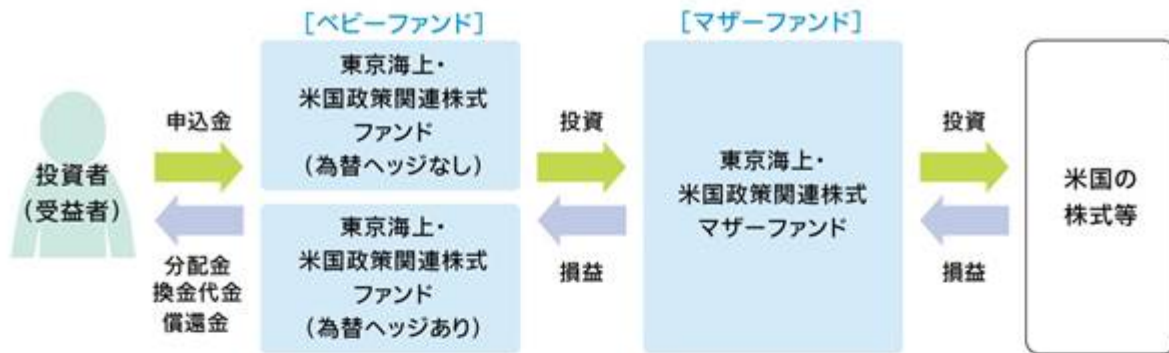 [ベビーファンド]
[マザーファンド]
投資者
(受益者)
申込金
分配金
換金代金
償還金
東京海上・
米国政策関連株式
ファンド
(為替ヘッジなし)
東京海上・
米国政策関連株式
ファンド
(為替ヘッジあり)
投資
損益
東京海上・
米国政策関連株式
マザーファンド
投資
損益
米国の
株式等